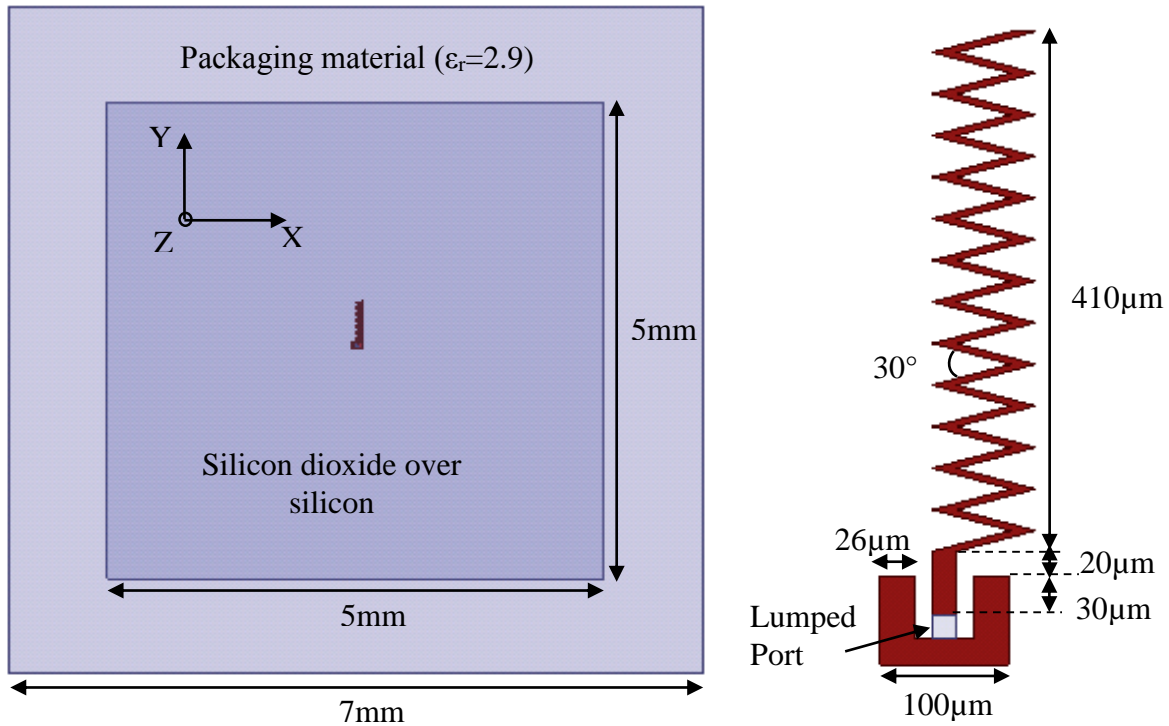 Packaging material (εr=2.9)
Y
Z
X
5mm
Silicon dioxide over
silicon
5mm
7mm
410µm
30°
26µm
20µm
30µm
Lumped
Port
100µm